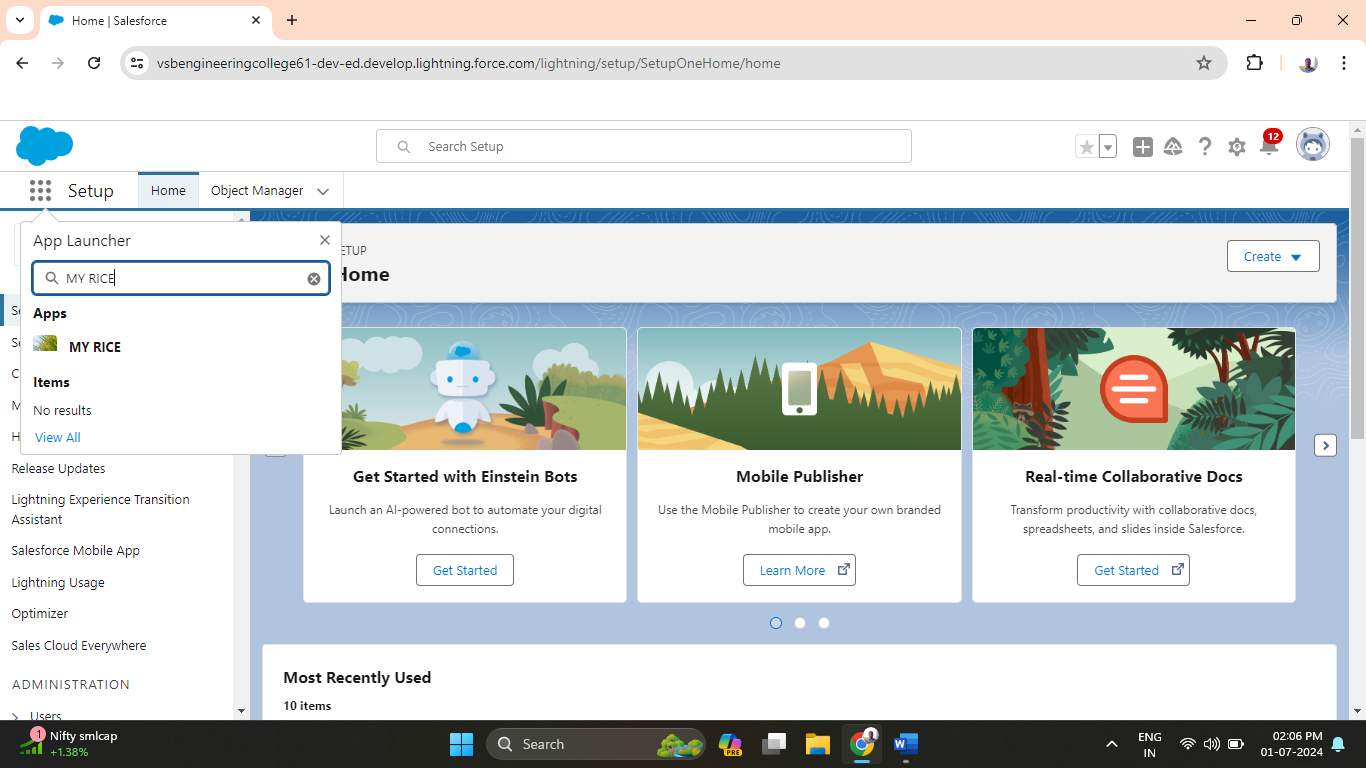 Home | Salesforce
vsbengineeringcollege61-dev-ed.develop.lightning.force.com/lightning/setup/SetupOneHome/home
Search Setup
12
Setup
Home
Object Manager
App Launcher
MY RICE
Apps
MY RICE
Items
No results
View All
ETUP
Home
Create
Release Updates
Lightning Experience Transition
Assistant
Salesforce Mobile App
Lightning Usage
Optimizer
Sales Cloud Everywhere
ADMINISTRATION
Users
Get Started with Einstein Bots
Launch an AI-powered bot to automate your digital
connections.
Get Started
Mobile Publisher
Use the Mobile Publisher to create your own branded
mobile app.
Learn More
Real-time Collaborative Docs
Transform productivity with collaborative docs,
spreadsheets, and slides inside Salesforce.
Get Started
Most Recently Used
10 items
1
Nifty smlcap
+1.38%
Search
PRE
ENG
IN
02:06 PM
01-07-2024